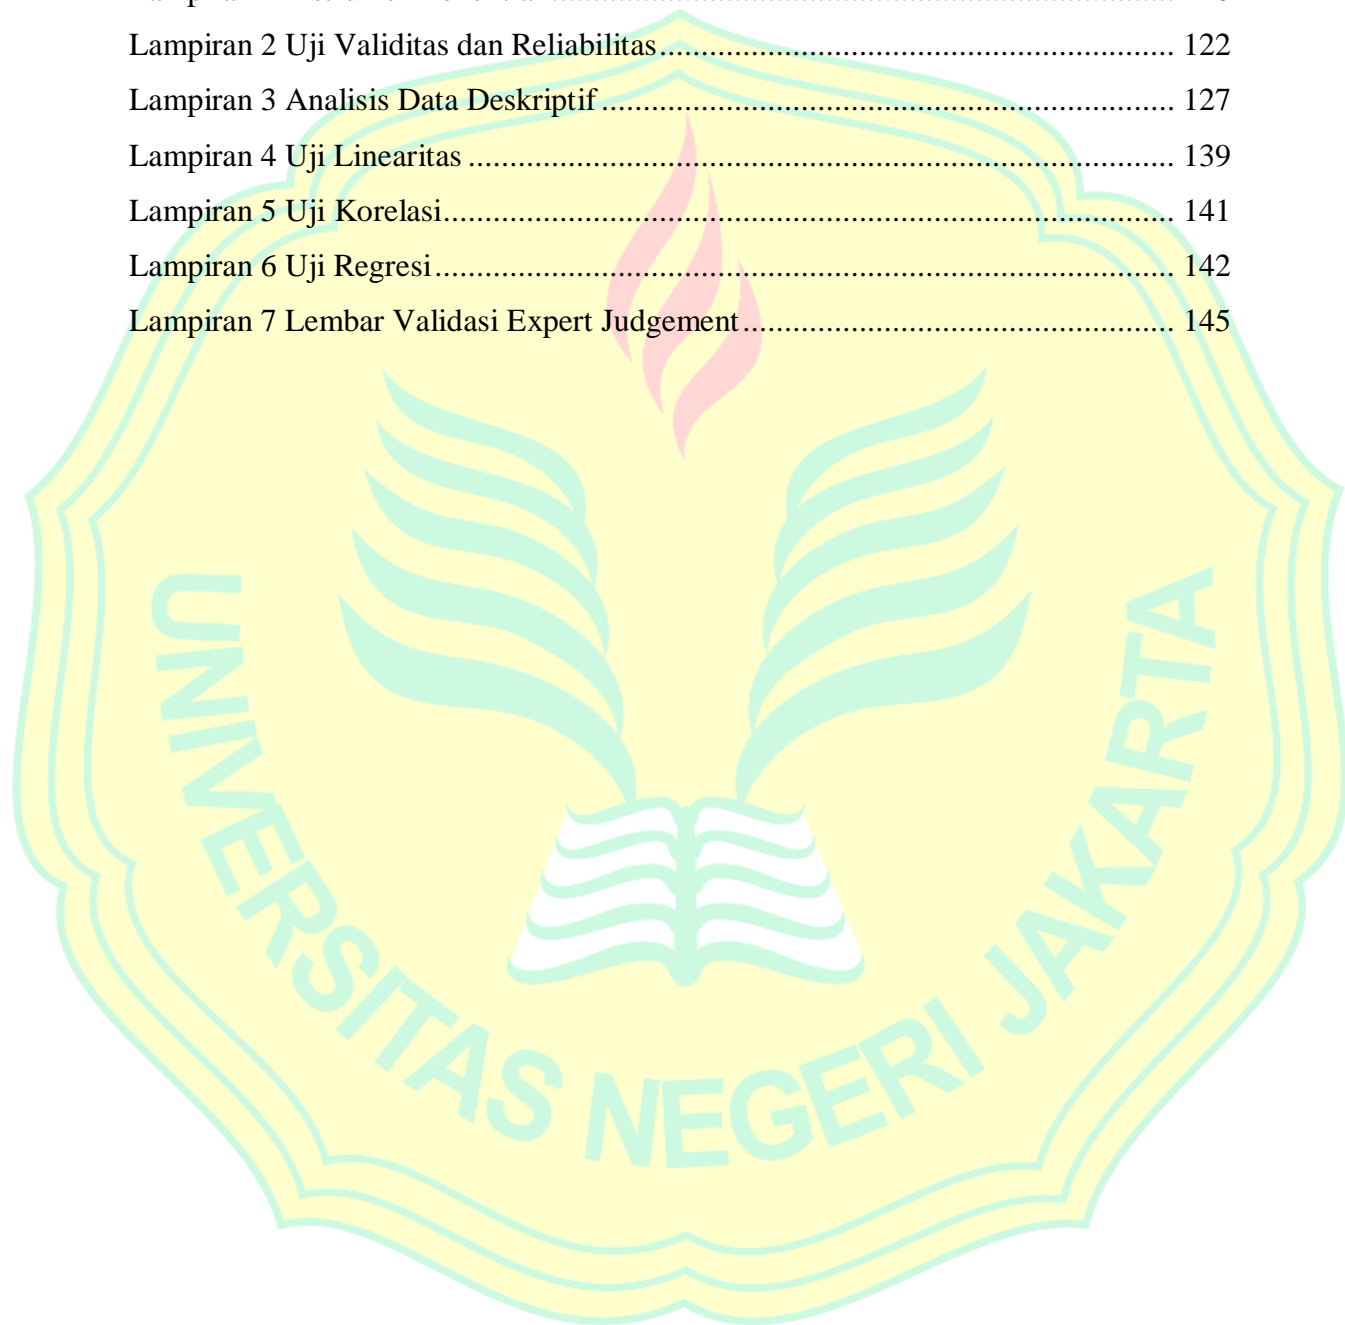 Lampiran 2 Uji Validitas dan Reliabilitas................................................................ 122
Lampiran 3 Analisis Data Deskriptif ....................................................................... 127
Lampiran 4 Uji Linearitas ....................................................................................... 139
Lampiran 5 Uji Korelasi........................................................................................... 141
Lampiran 6 Uji Regresi............................................................................................ 142
Lampiran 7 Lembar Validasi Expert Judgement...................................................... 145
UNIVERSITAS NEGERI JAKARTA